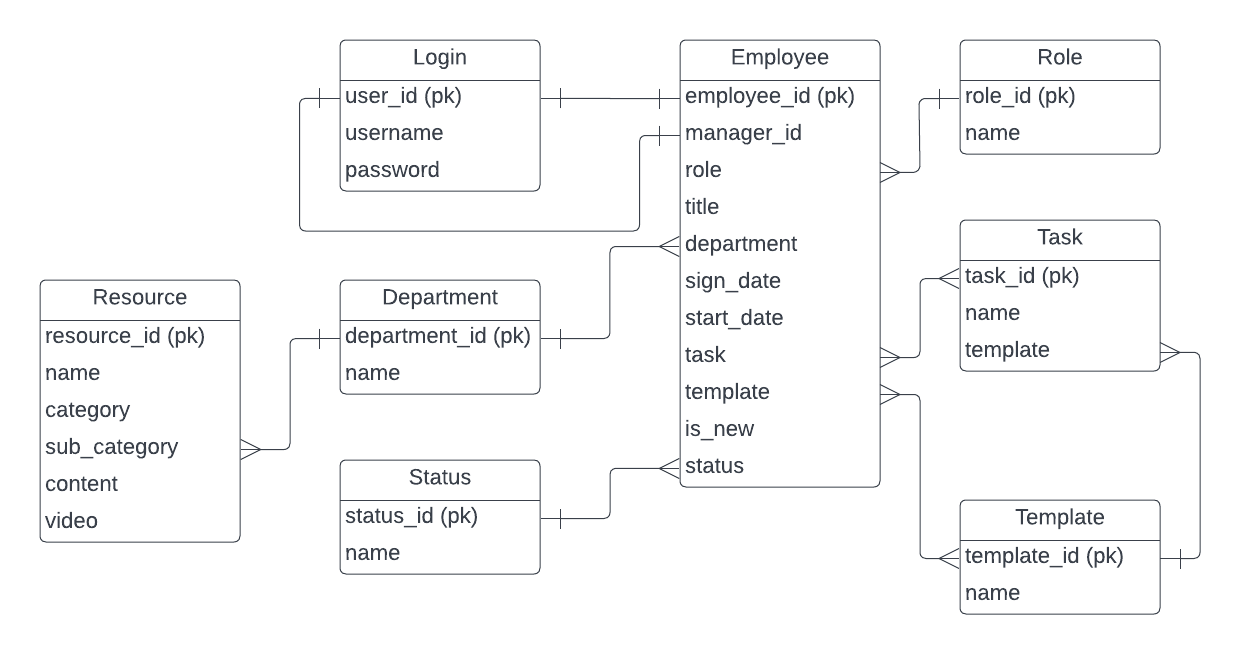 Login
user_id (pk)
username
password
Employee
employee_id (pk)
manager_id
role
title
department
sign_date
start_date
task
template
is_new
status
Role
role_id (pk)
name
Task
task_id (pk)
name
template
Resource
resource_id (pk)
name
category
sub_category
content
video
Department
department_id (pk)
name
Status
status_id (pk)
name
Template
template_id (pk)
name